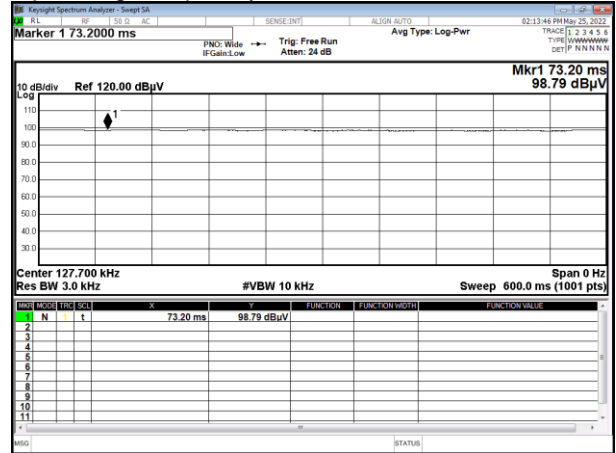 Keysight Spectrum Analyzer - Swept SA
RL RF 50 Ω AC SENSE:INT ALIGN AUTO 02:13:46 PM May 25, 2022
Marker 1 73.2000 ms Avg Type: Log-Pwr TRACE 1 2 3 4 5 6
PNO: Wide Trig: Free Run TYPE WWWWWW
IFGain:Low Atten: 24 dB DET P N N N N N
Mkr1 73.20 ms
10 dB/div Ref 120.00 dBµV 98.79 dBµV
Log
110
1
100
90.0
80.0
70.0
60.0
50.0
40.0
30.0
Center 127.700 kHz Span 0 Hz
Res BW 3.0 kHz #VBW 10 kHz Sweep 600.0 ms (1001 pts)
MKR MODE TRC SCL X Y FUNCTION FUNCTION WIDTH FUNCTION VALUE
1 N 1 t 73.20 ms 98.79 dBµV
2
3
4
5
6
7
8
9
10
11
MSG STATUS